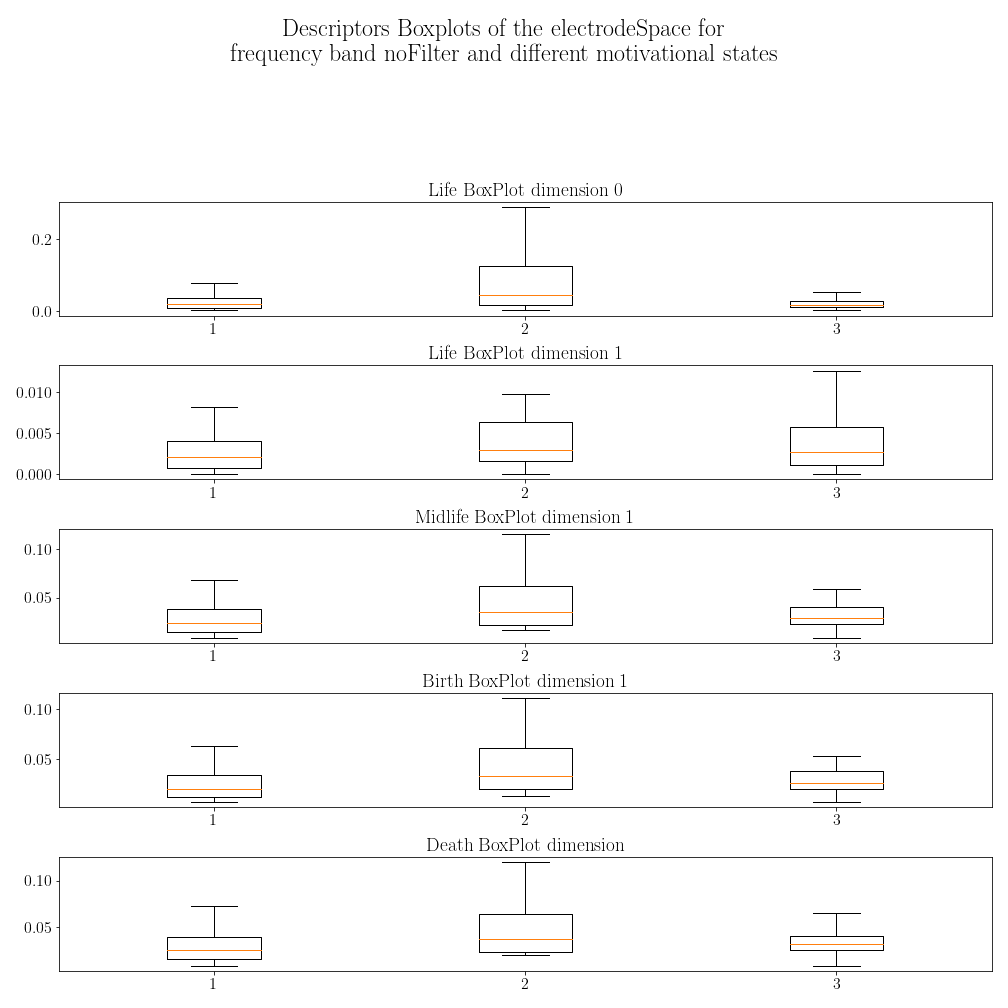 Descriptors Boxplots of the electrodeSpace for
frequency band noFilter and different motivational states
Life BoxPlot dimension 0
0.2
0.0
1 2 3
Life BoxPlot dimension 1
0.010
0.005
0.000
1 2 3
Midlife BoxPlot dimension 1
0.10
0.05
1 2 3
Birth BoxPlot dimension 1
0.10
0.05
1 2 3
Death BoxPlot dimension
0.10
0.05
1 2 3